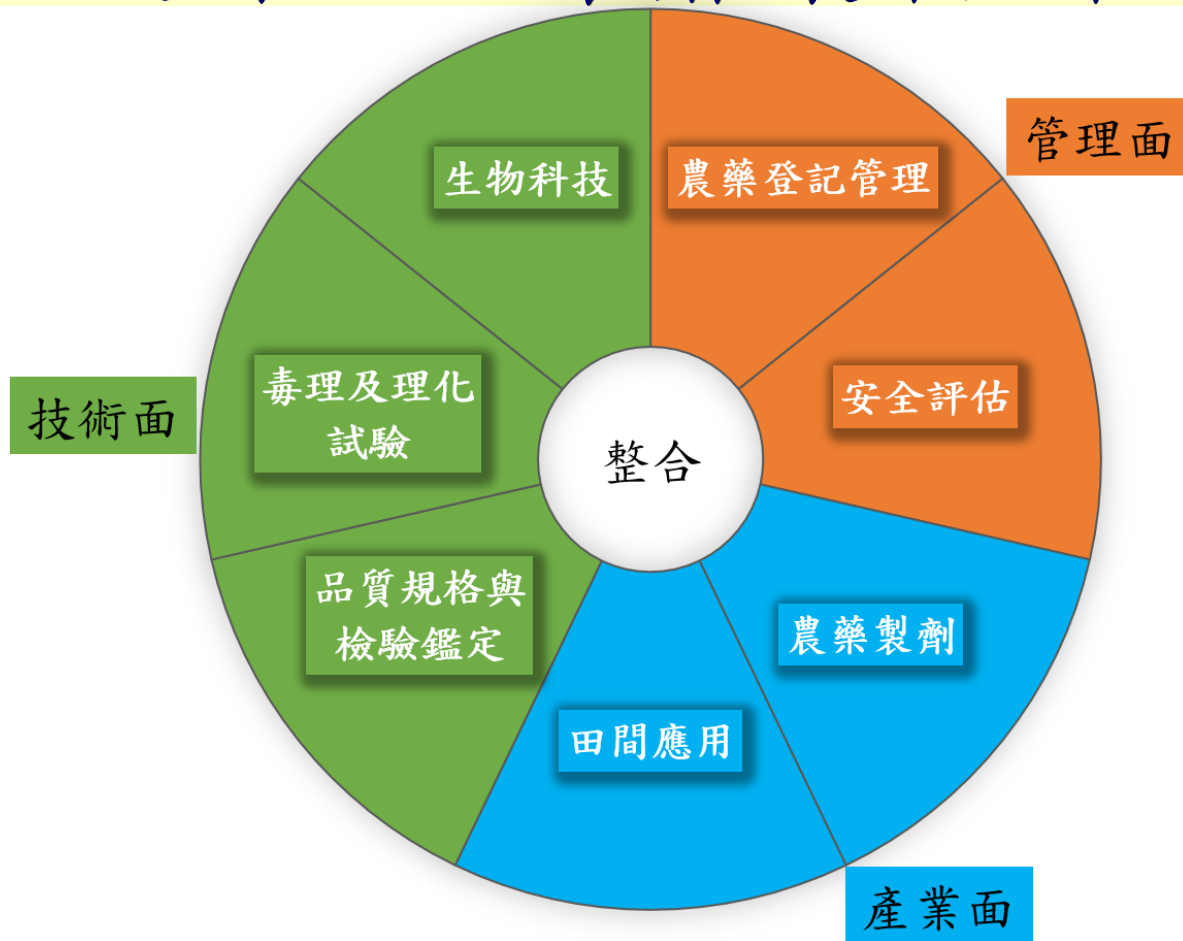 管理面
農藥登記管理
安全評估
產業面
農藥製劑
田間應用
技術面
品質規格與
檢驗鑑定
毒理及理化
試驗
生物科技
整合